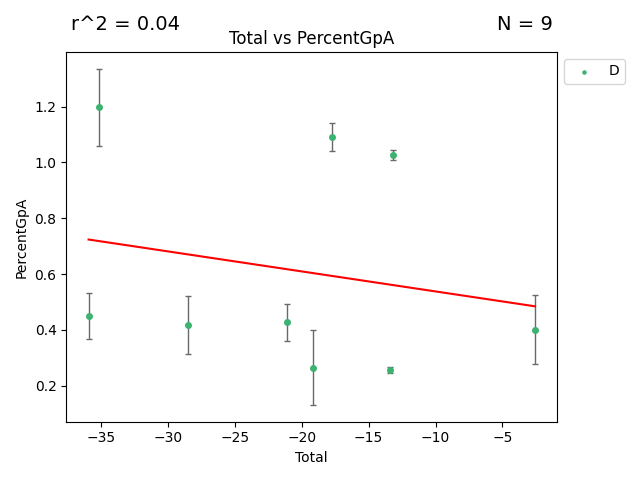 r^2 = 0.04
N = 9
Total vs PercentGpA
D
PercentGpA
1.2
1.0
0.8
0.6
0.4
0.2
−35
−30
−25
−20
−15
−10
−5
Total